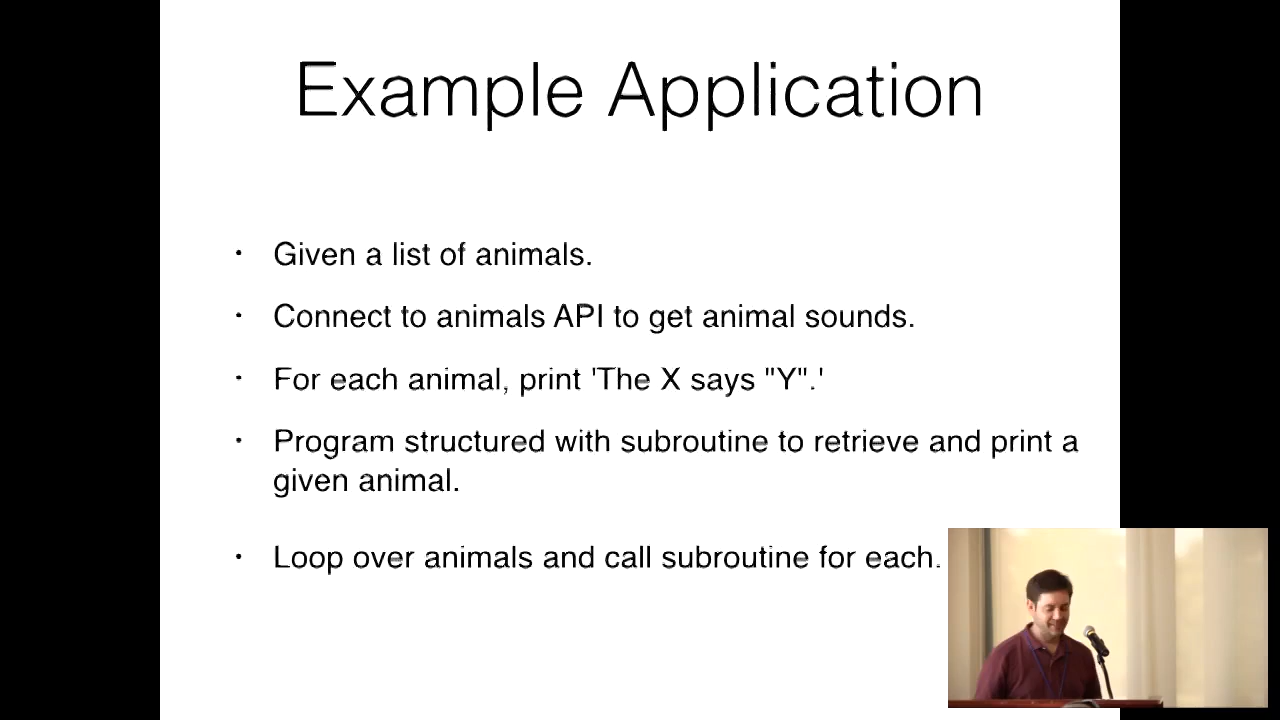 Example Application
• Given a list of animals.
• Connect to animals API to get animal sounds.
• For each animal, print 'The X says "Y".'
• Program structured with subroutine to retrieve and print a
given animal.
• Loop over animals and call subroutine for each.